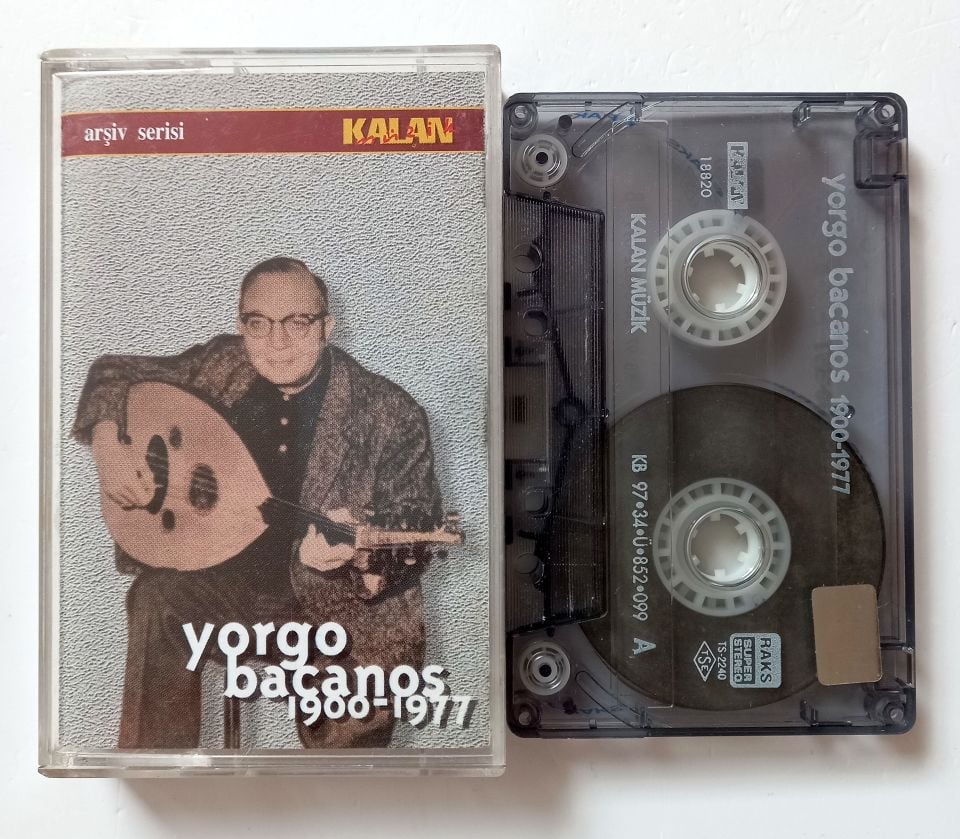 arşiv serisi
KALAN
müzik
yorgo
bacanos
1900-1977
KALAN
18820
KALAN MÜZİK
yorgo bacanos 1900-1977
KB 97•34•Ü•852•099
A
RAKS
SUPER
STEREO
TS-2240
TSE